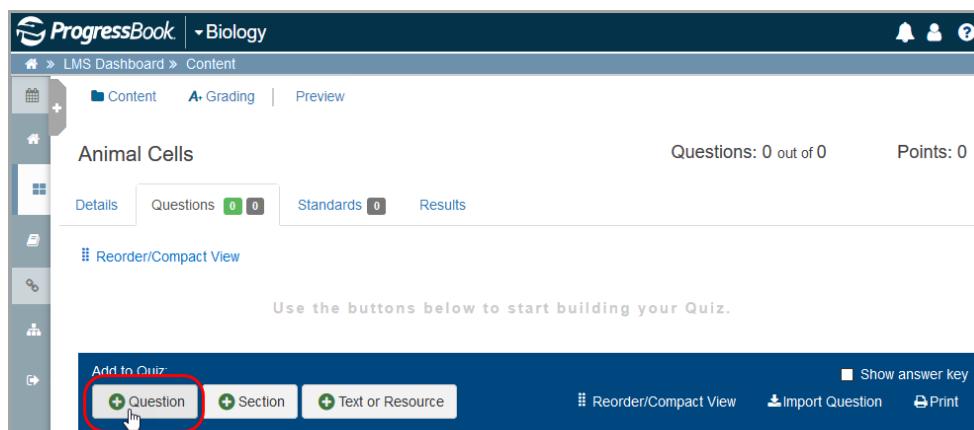 ProgressBook. Biology
» LMS Dashboard » Content
Content A+ Grading Preview
Animal Cells Questions: 0 out of 0 Points: 0
Details Questions 0 0 Standards 0 Results
Reorder/Compact View
Use the buttons below to start building your Quiz.
Add to Quiz: Show answer key
Question Section Text or Resource Reorder/Compact View Import Question Print